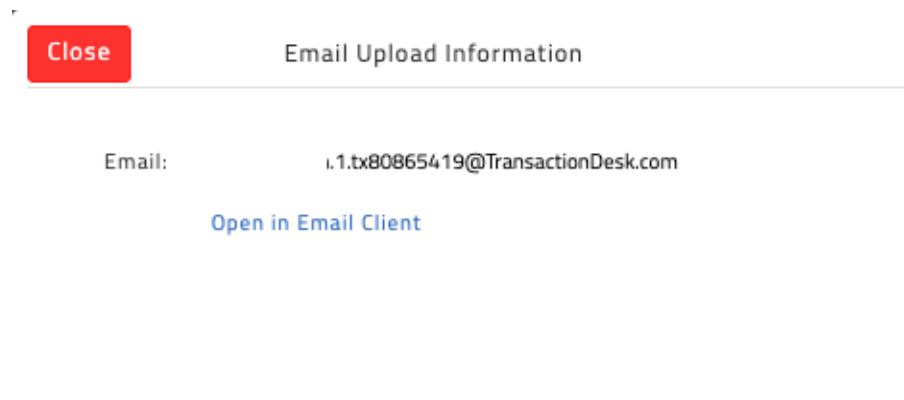 Close
Email Upload Information
Email: .1.tx80865419@TransactionDesk.com
Open in Email Client